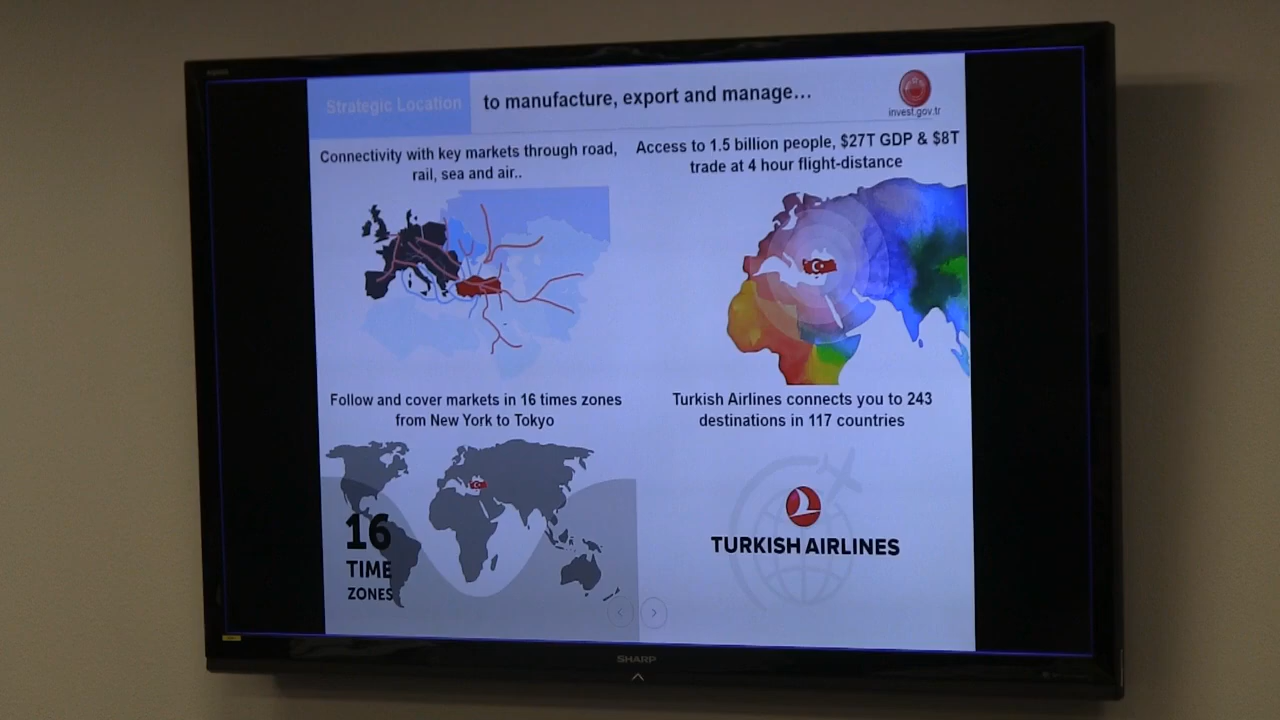 Strategic Location
to manufacture, export and manage...
invest.gov.tr
Connectivity with key markets through road,
rail, sea and air..
Access to 1.5 billion people, $27T GDP & $8T
trade at 4 hour flight-distance
Follow and cover markets in 16 times zones
from New York to Tokyo
Turkish Airlines connects you to 243
destinations in 117 countries
16
TIME
ZONES
TURKISH AIRLINES
SHARP